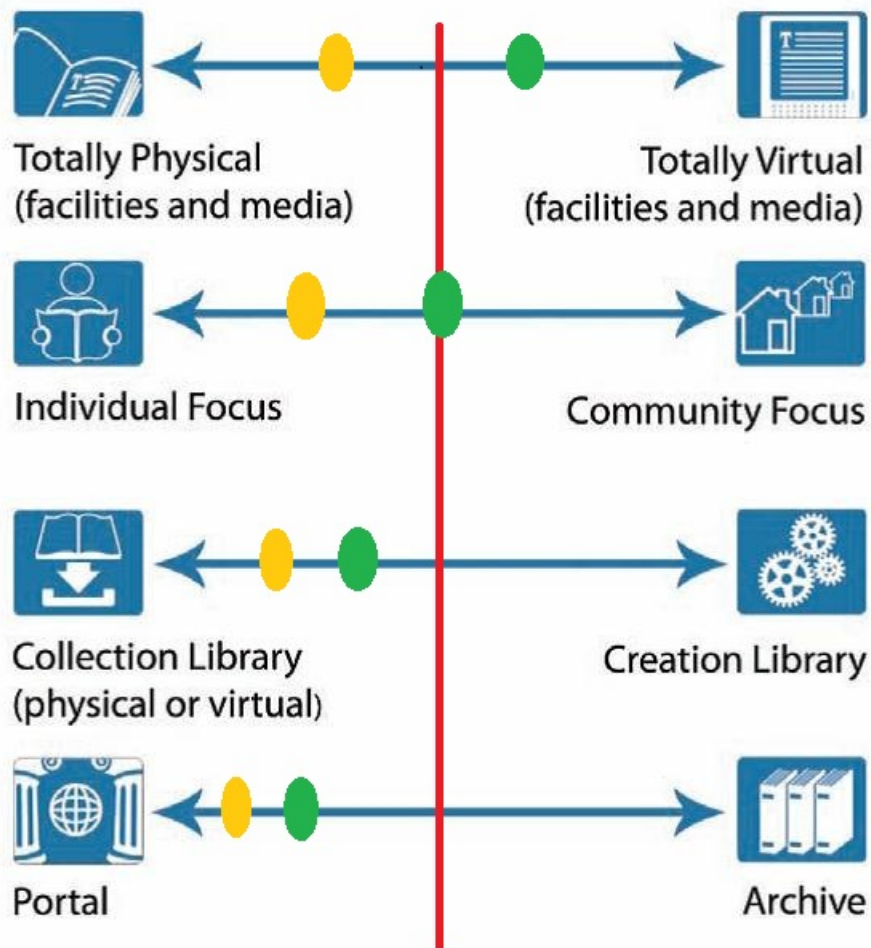 T
T
Totally Physical
(facilities and media)
Totally Virtual
(facilities and media)
Individual Focus
Community Focus
Collection Library
(physical or virtual)
Creation Library
Portal
Archive